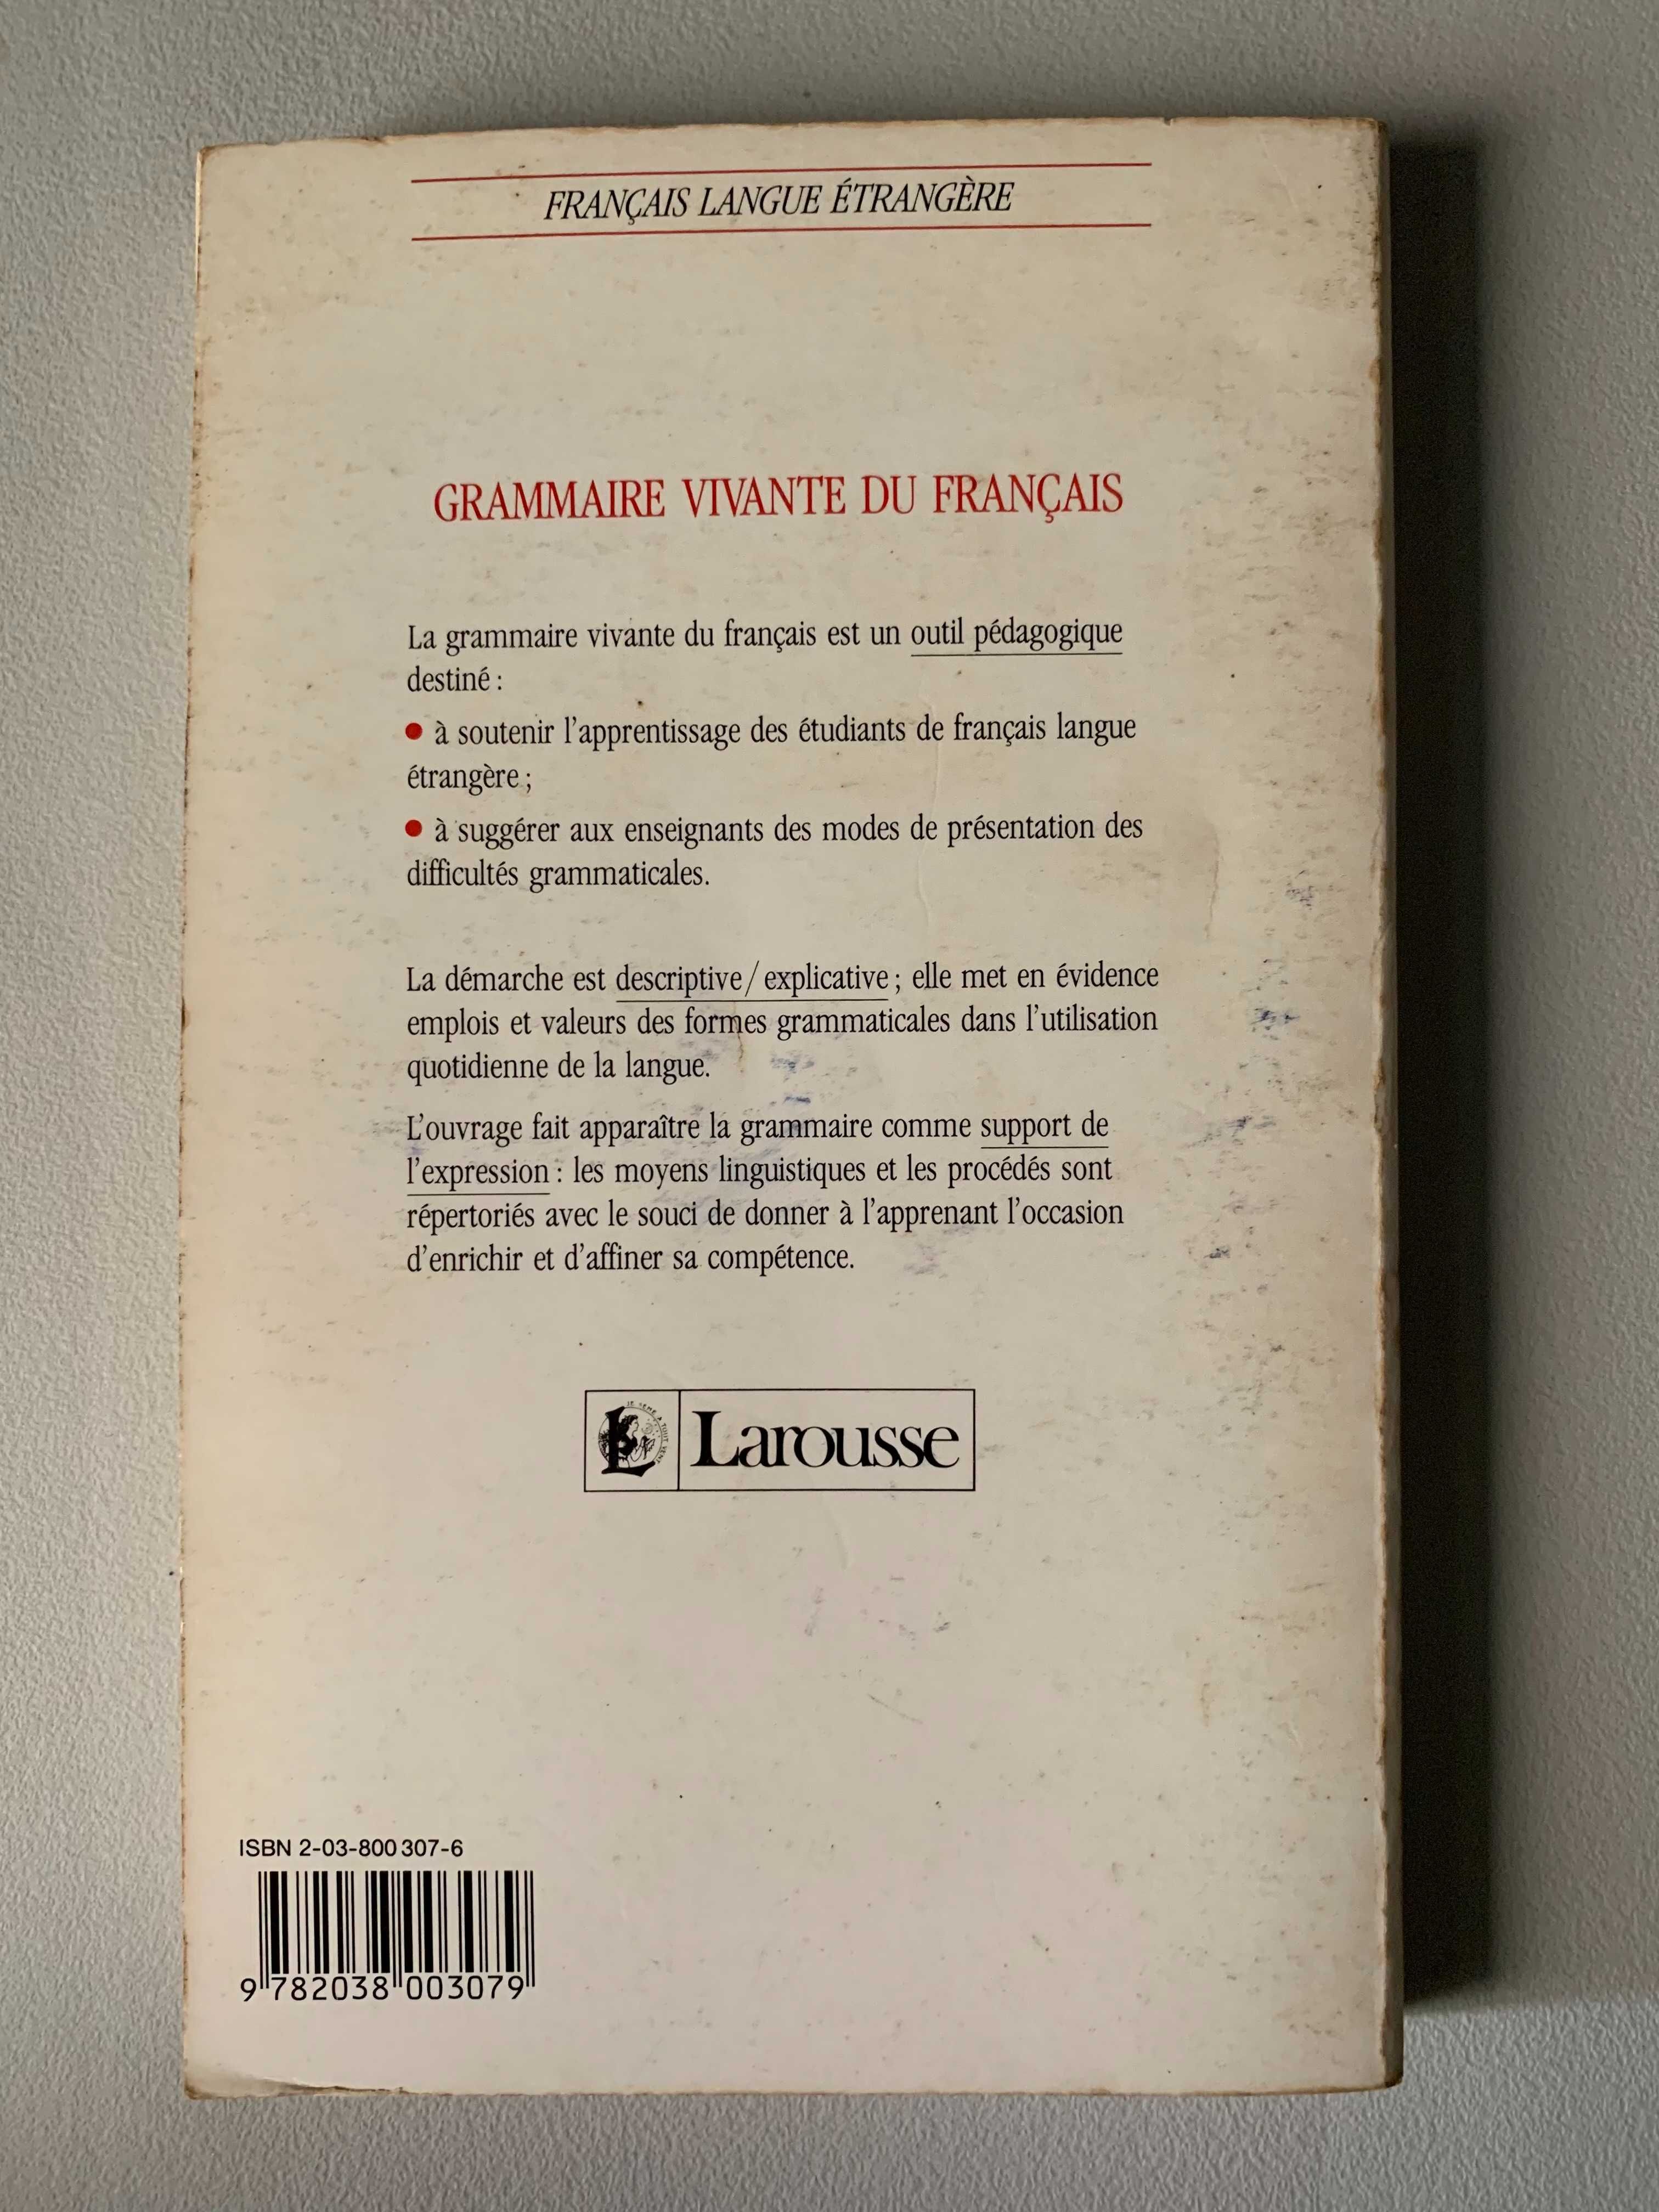 FRANÇAIS LANGUE ÉTRANGÈRE
GRAMMAIRE VIVANTE DU FRANÇAIS
La grammaire vivante du français est un outil pédagogique
destiné :
● à soutenir l'apprentissage des étudiants de français langue
étrangère ;
● à suggérer aux enseignants des modes de présentation des
difficultés grammaticales.
La démarche est descriptive / explicative ; elle met en évidence
emplois et valeurs des formes grammaticales dans l'utilisation
quotidienne de la langue.
L'ouvrage fait apparaître la grammaire comme support de
l'expression : les moyens linguistiques et les procédés sont
répertoriés avec le souci de donner à l'apprenant l'occasion
d'enrichir et d'affiner sa compétence.
L Larousse
ISBN 2-03-800307-6
9 782038 003079